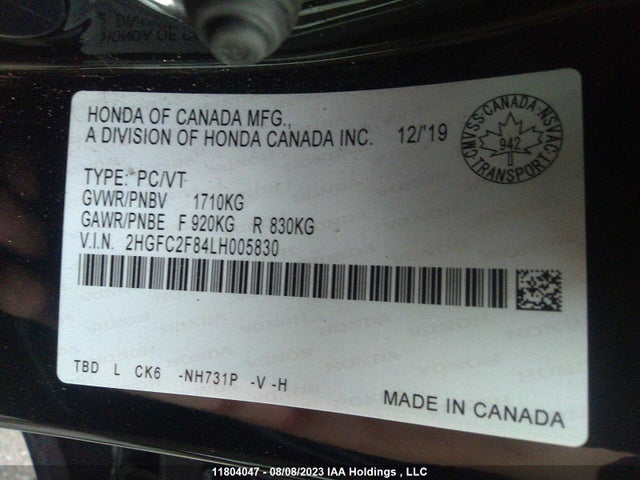 HONDA OF CANADA MFG.,
A DIVISION OF HONDA CANADA INC. 12/'19
CMVSS·CANADA·NSVAC
942
TRANSPORT
TYPE: PC/VT
GVWR/PNBV 1710KG
GAWR/PNBE F 920KG R 830KG
V.I.N. 2HGFC2F84LH005830
TBD L CK6 -NH731P -V -H
MADE IN CANADA
11804047 - 08/08/2023 IAA Holdings , LLC